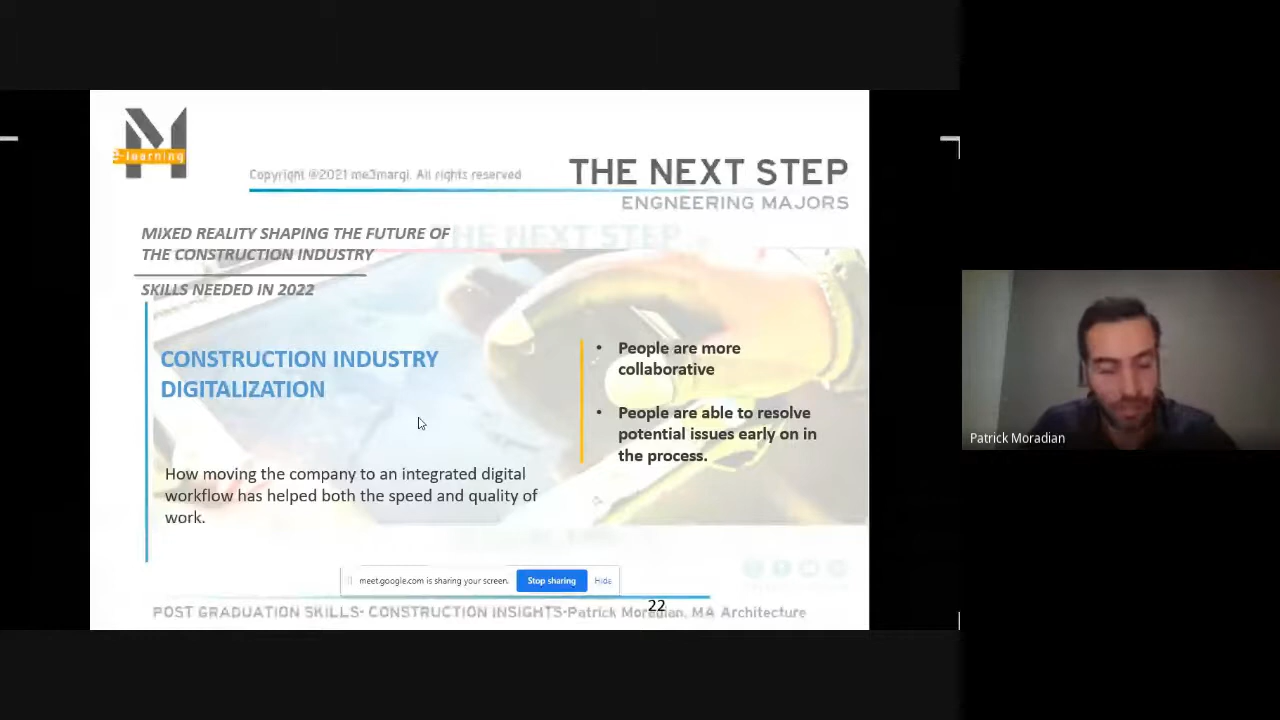 e-learning
Copyright @2021 me3margi. All rights reserved
THE NEXT STEP
ENGNEERING MAJORS
MIXED REALITY SHAPING THE FUTURE OF
THE CONSTRUCTION INDUSTRY
THE NEXT STEP
SKILLS NEEDED IN 2022
CONSTRUCTION INDUSTRY
DIGITALIZATION
How moving the company to an integrated digital
workflow has helped both the speed and quality of
work.
• People are more
collaborative
• People are able to resolve
potential issues early on in
the process.
meet.google.com is sharing your screen.
Stop sharing
Hide
22
POST GRADUATION SKILLS- CONSTRUCTION INSIGHTS-Patrick Moradian, MA Architecture
Patrick Moradian